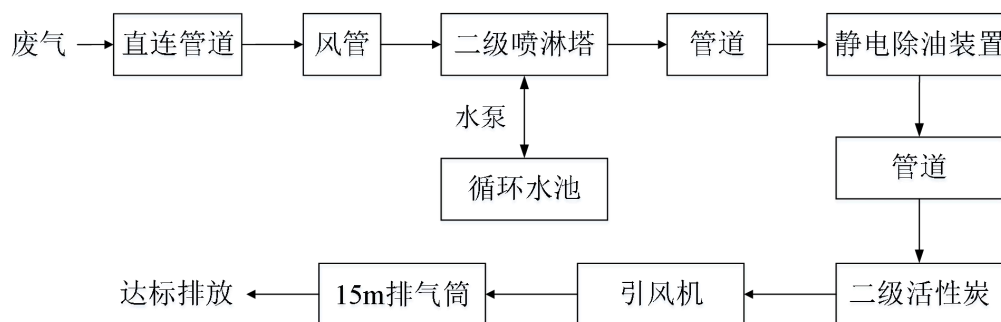 废气
直连管道
风管
二级喷淋塔
管道
静电除油装置
水泵
循环水池
管道
达标排放
15m排气筒
引风机
二级活性炭